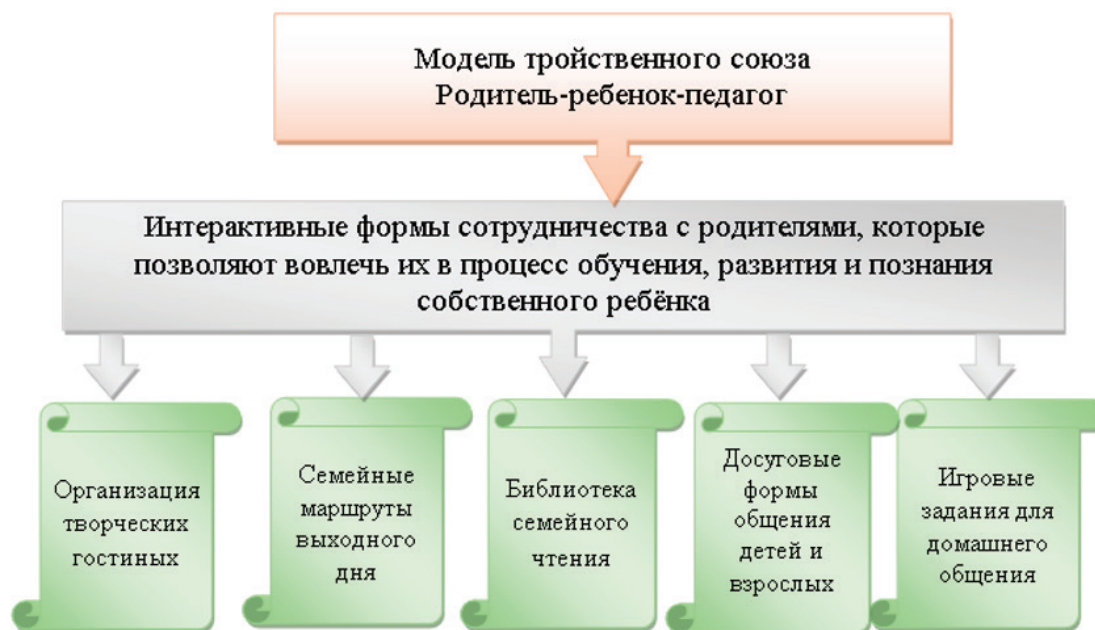 Модель тройственного союза
Родитель-ребенок-педагог
Интерактивные формы сотрудничества с родителями, которые
позволяют вовлечь их в процесс обучения, развития и познания
собственного ребёнка
Организация
творческих
гостиных
Семейные
маршруты
выходного
дня
Библиотека
семейного
чтения
Досуговые
формы
общения
детей и
взрослых
Игровые
задания для
домашнего
общения